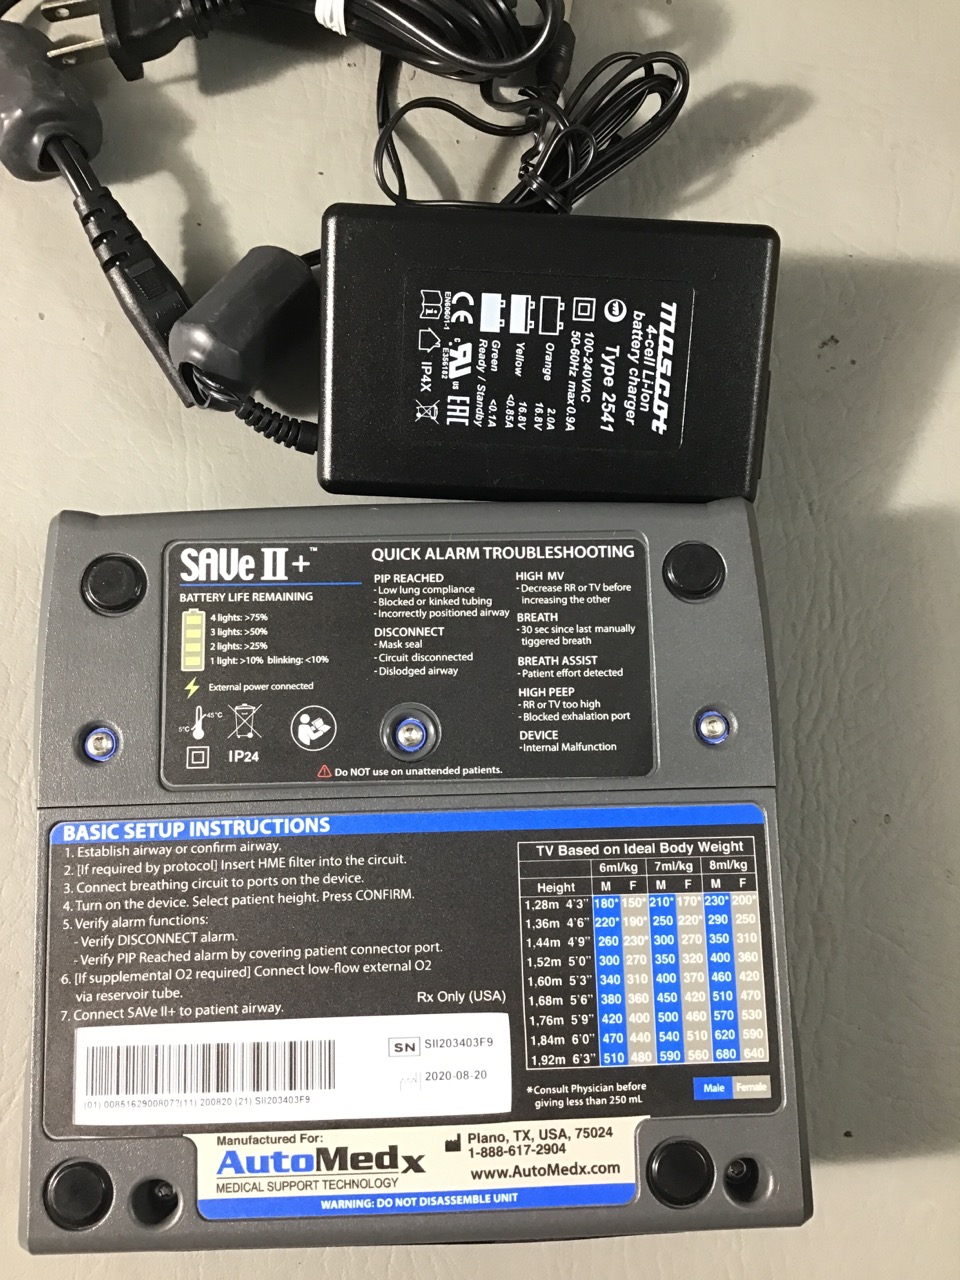 mascot
4-cell Li-Ion
battery charger
Type 2541
100-240VAC
50-60Hz max 0.9A
Orange 2.0A
16.8V
Yellow 16.8V
<0.85A
Green <0.1A
Ready / Standby
CE
EN60601-1
c UL us
E356182
EAC
IP4X
SAVe II+™
BATTERY LIFE REMAINING
4 lights: >75%
3 lights: >50%
2 lights: >25%
1 light: >10% blinking: <10%
External power connected
5°C 45°C
IP24
QUICK ALARM TROUBLESHOOTING
PIP REACHED
- Low lung compliance
- Blocked or kinked tubing
- Incorrectly positioned airway
DISCONNECT
- Mask seal
- Circuit disconnected
- Dislodged airway
HIGH MV
- Decrease RR or TV before
increasing the other
BREATH
- 30 sec since last manually
tiggered breath
BREATH ASSIST
- Patient effort detected
HIGH PEEP
- RR or TV too high
- Blocked exhalation port
DEVICE
- Internal Malfunction
Do NOT use on unattended patients.
BASIC SETUP INSTRUCTIONS
1. Establish airway or confirm airway.
2. [If required by protocol] Insert HME filter into the circuit.
3. Connect breathing circuit to ports on the device.
4. Turn on the device. Select patient height. Press CONFIRM.
5. Verify alarm functions:
- Verify DISCONNECT alarm.
- Verify PIP Reached alarm by covering patient connector port.
6. [If supplemental O2 required] Connect low-flow external O2
via reservoir tube.
7. Connect SAVe II+ to patient airway.
Rx Only (USA)
TV Based on Ideal Body Weight
6ml/kg 7ml/kg 8ml/kg
Height M F M F M F
1,28m 4'3" 180* 150* 210* 170* 230* 200*
1,36m 4'6" 220* 190* 250 220* 290 250
1,44m 4'9" 260 230* 300 270 350 310
1,52m 5'0" 300 270 350 320 400 360
1,60m 5'3" 340 310 400 370 460 420
1,68m 5'6" 380 360 450 420 510 470
1,76m 5'9" 420 400 500 460 570 530
1,84m 6'0" 470 440 540 510 620 590
1,92m 6'3" 510 480 590 560 680 640
*Consult Physician before
giving less than 250 mL
Male Female
SN SII203403F9
2020-08-20
(01) 00851629008077(11) 200820 (21) SII203403F9
Manufactured For:
AutoMedx
MEDICAL SUPPORT TECHNOLOGY
Plano, TX, USA, 75024
1-888-617-2904
www.AutoMedx.com
WARNING: DO NOT DISASSEMBLE UNIT